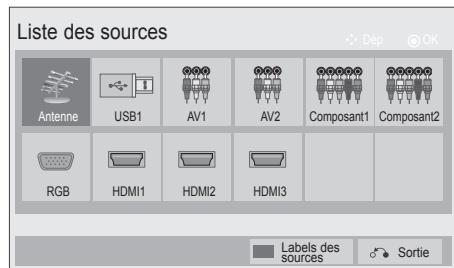 Liste des sources
Dép OK
Antenne USB1 AV1 AV2 Composant1 Composant2
RGB HDMI1 HDMI2 HDMI3
Labels des
sources
Sortie